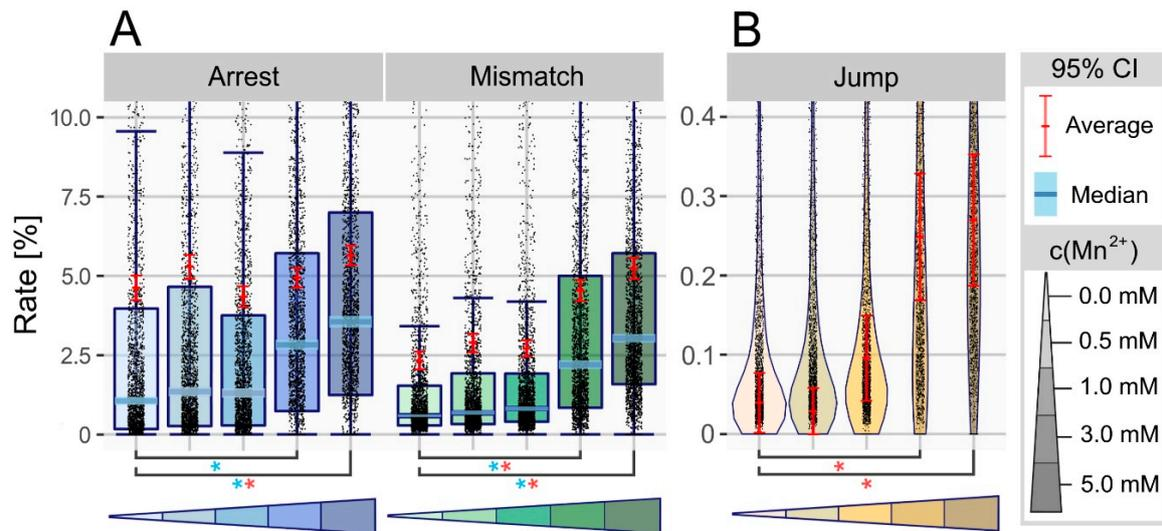 A
B
Arrest
Mismatch
Jump
95% CI
Average
Median
c(Mn²⁺)
0.0 mM
0.5 mM
1.0 mM
3.0 mM
5.0 mM
Rate [%]
10.0
7.5
5.0
2.5
0
0.4
0.3
0.2
0.1
0
*
**
**
**
*
*